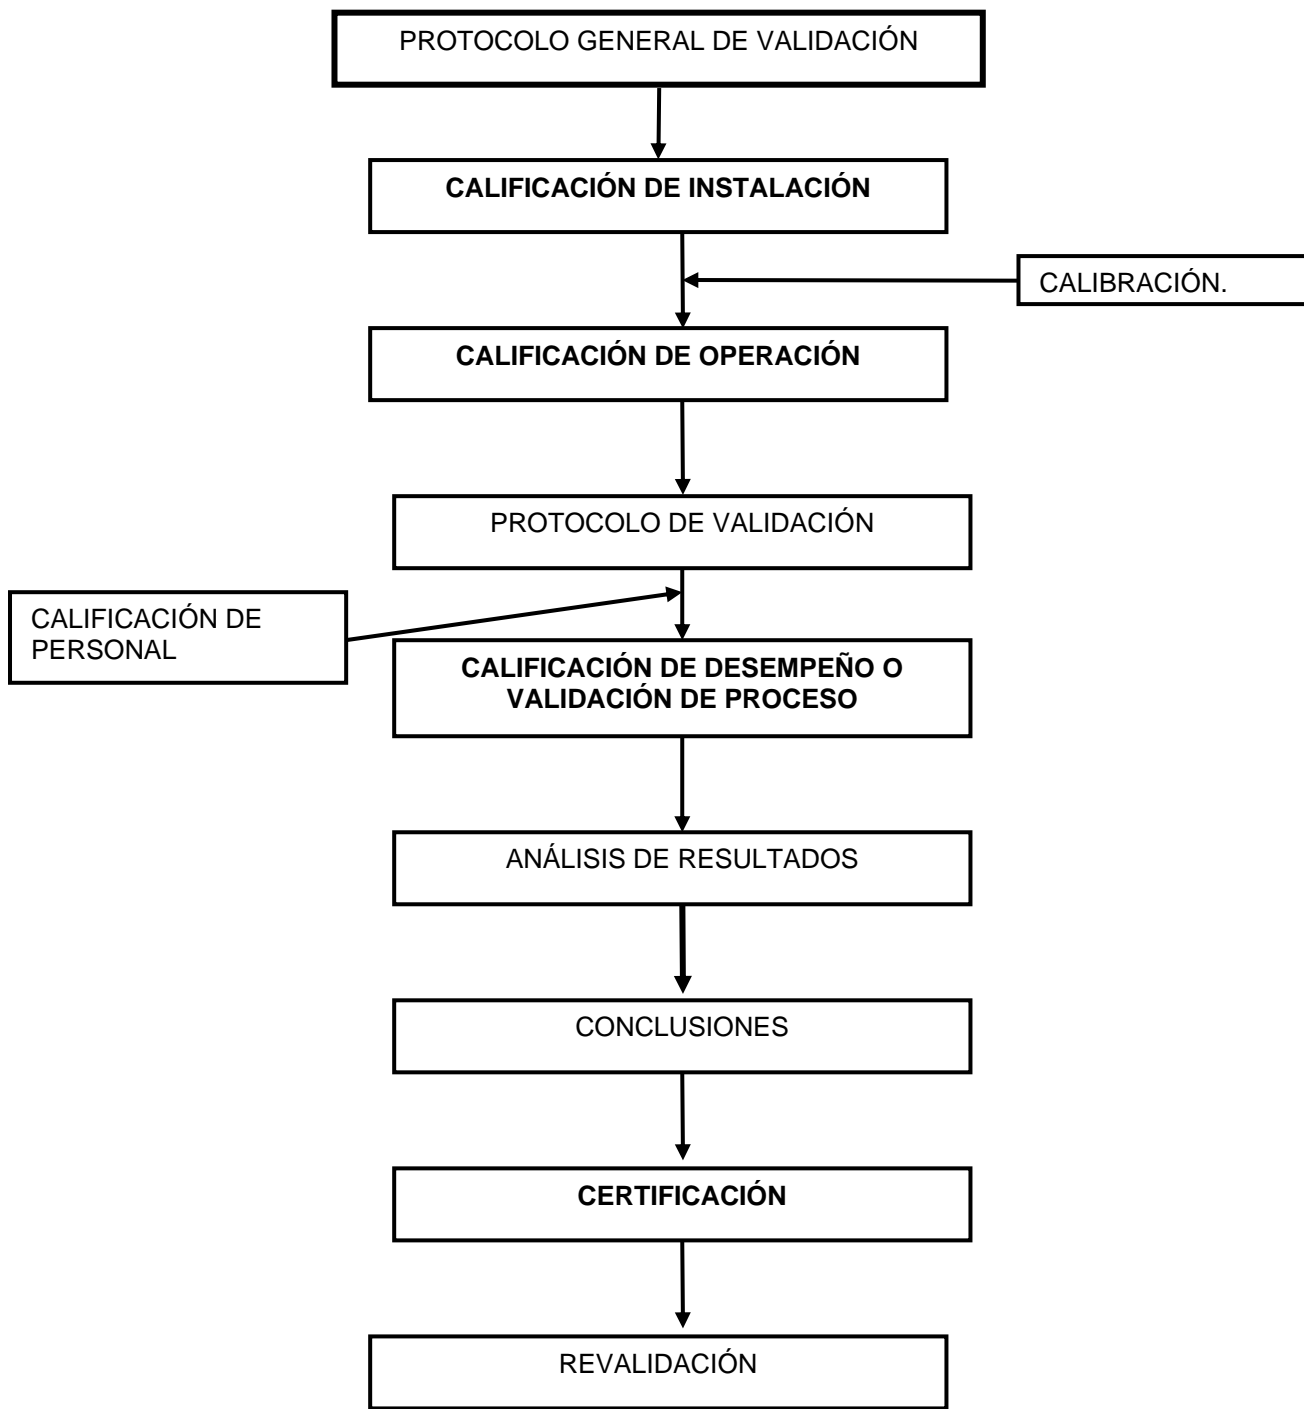 PROTOCOLO GENERAL DE VALIDACIÓN
CALIFICACIÓN DE INSTALACIÓN
CALIBRACIÓN.
CALIFICACIÓN DE OPERACIÓN
PROTOCOLO DE VALIDACIÓN
CALIFICACIÓN DE
PERSONAL
CALIFICACIÓN DE DESEMPEÑO O
VALIDACIÓN DE PROCESO
ANÁLISIS DE RESULTADOS
CONCLUSIONES
CERTIFICACIÓN
REVALIDACIÓN